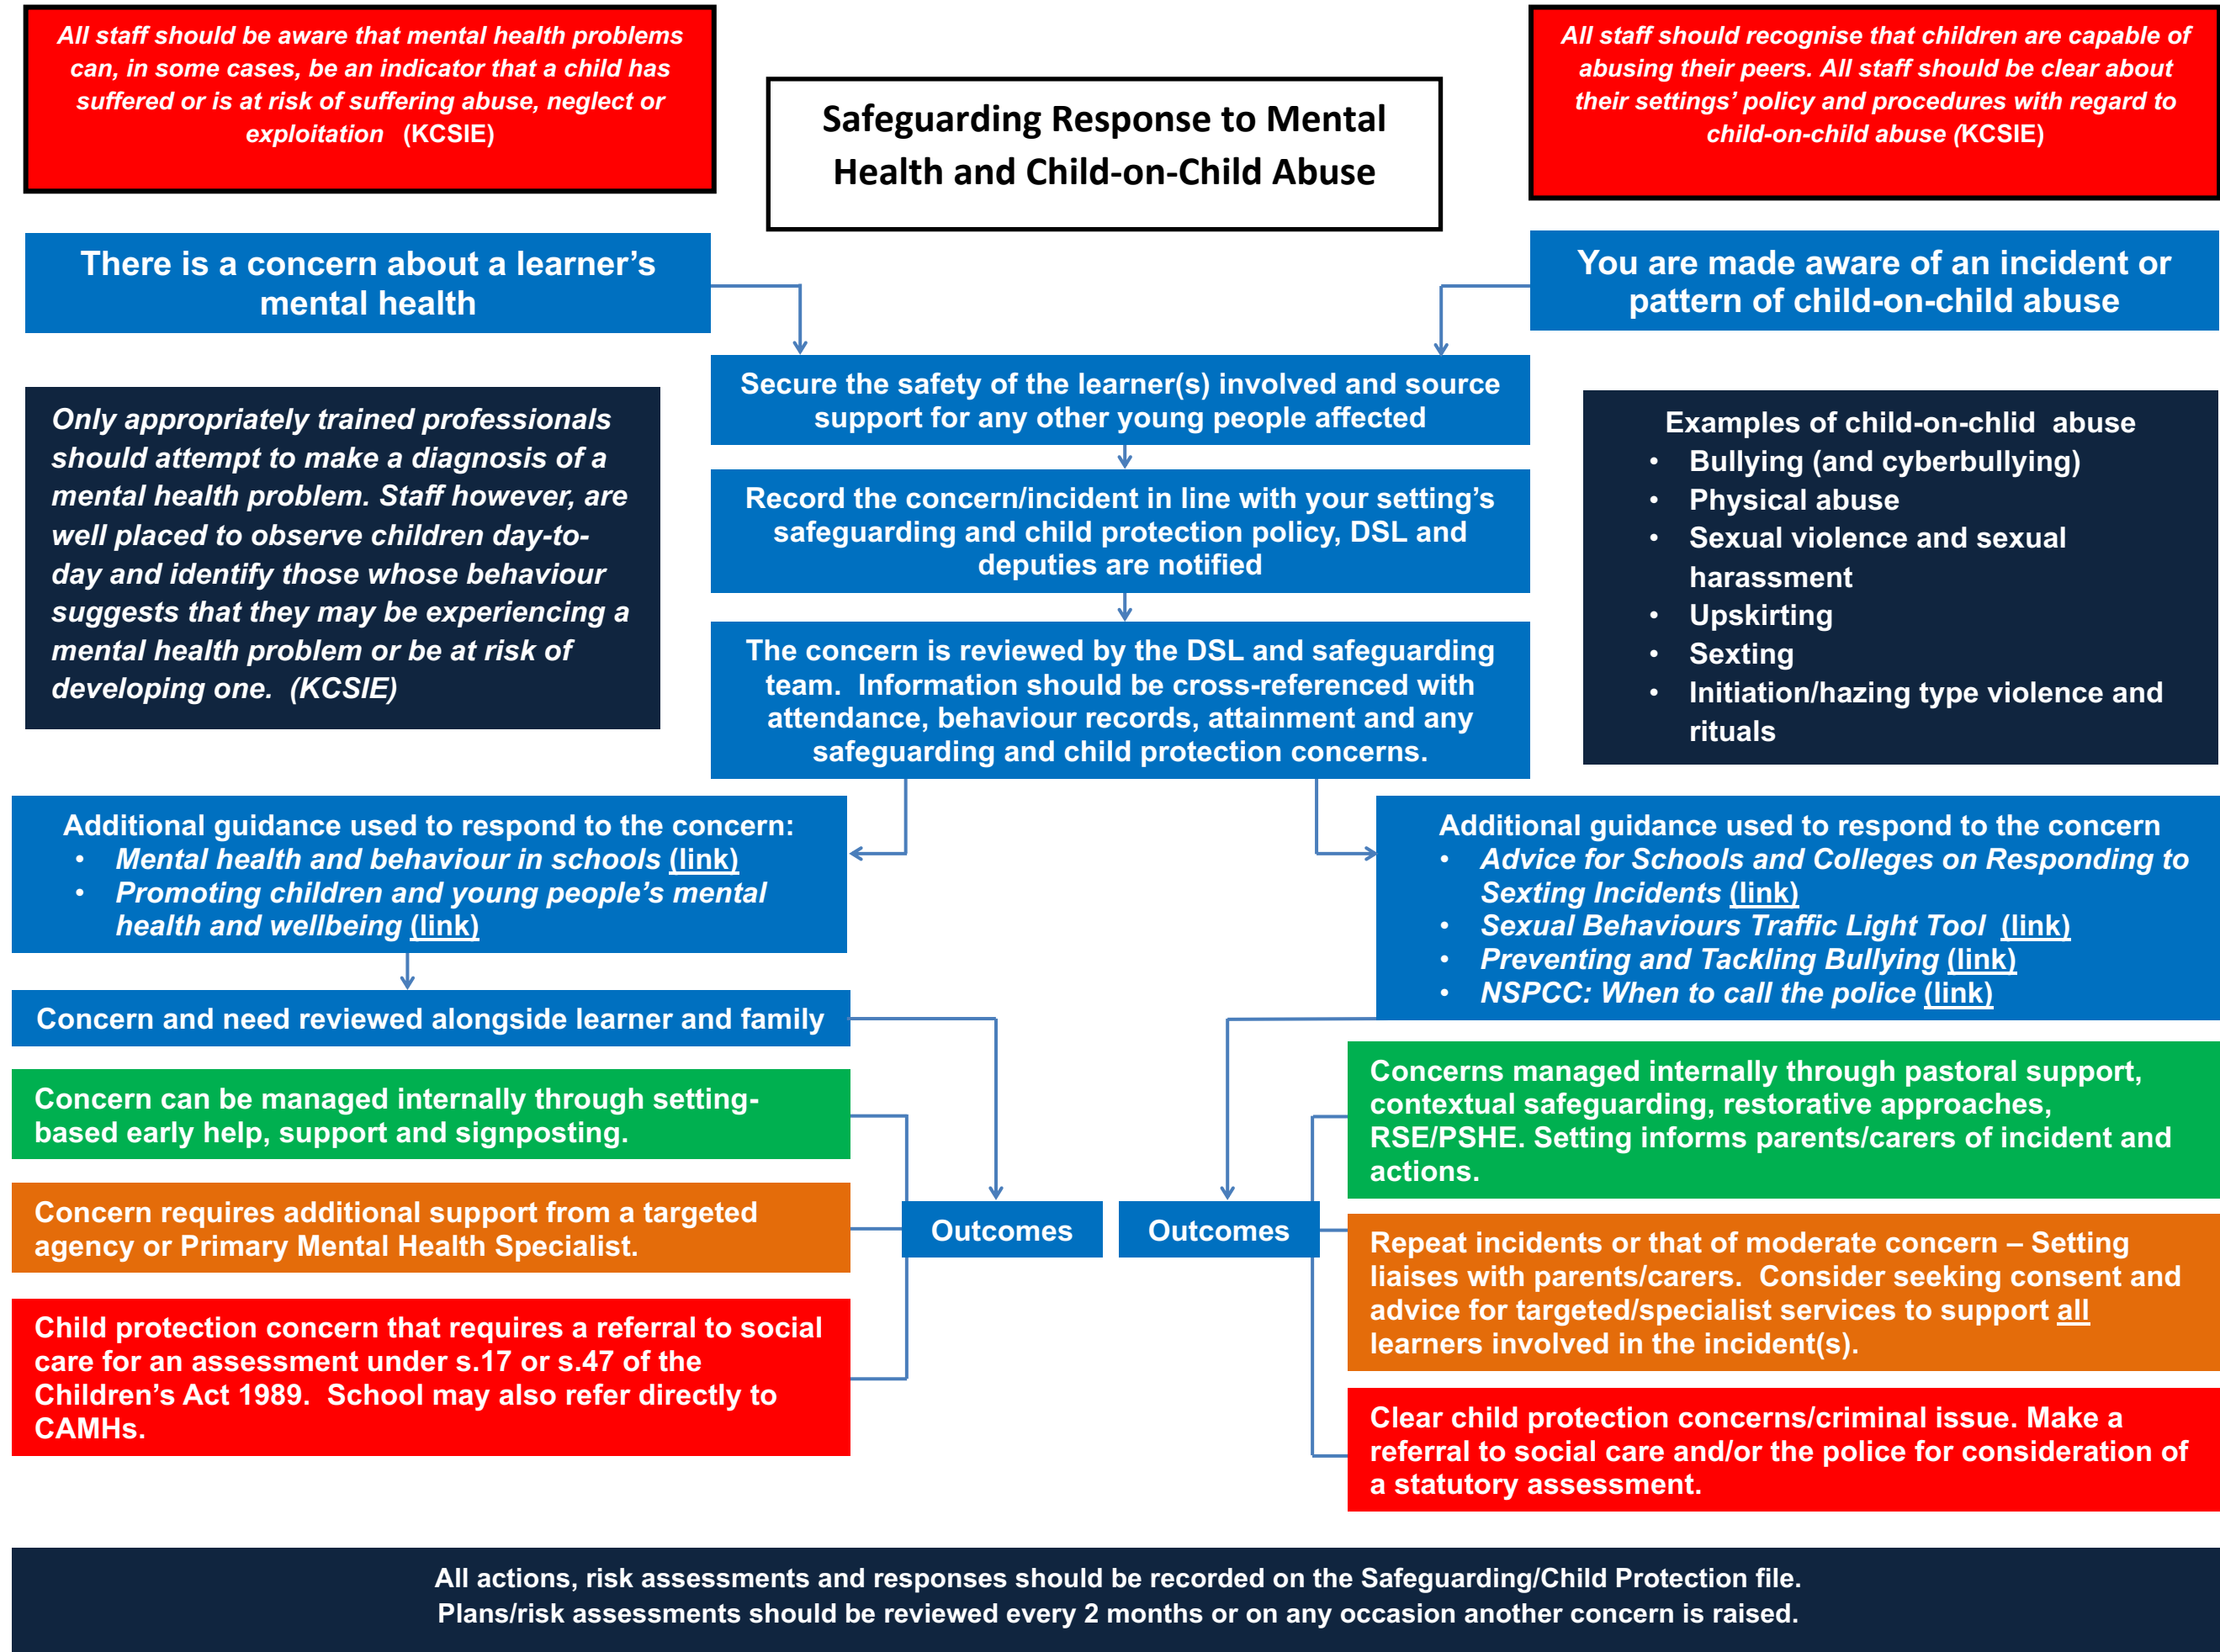 All staff should be aware that mental health problems
can, in some cases, be an indicator that a child has
suffered or is at risk of suffering abuse, neglect or
exploitation (KCSIE)
Safeguarding Response to Mental
Health and Child-on-Child Abuse
All staff should recognise that children are capable of
abusing their peers. All staff should be clear about
their settings’ policy and procedures with regard to
child-on-child abuse (KCSIE)
There is a concern about a learner’s
mental health
You are made aware of an incident or
pattern of child-on-child abuse
Secure the safety of the learner(s) involved and source
support for any other young people affected
Only appropriately trained professionals
should attempt to make a diagnosis of a
mental health problem. Staff however, are
well placed to observe children day-to-
day and identify those whose behaviour
suggests that they may be experiencing a
mental health problem or be at risk of
developing one. (KCSIE)
Record the concern/incident in line with your setting’s
safeguarding and child protection policy, DSL and
deputies are notified
Examples of child-on-chlid abuse
• Bullying (and cyberbullying)
• Physical abuse
• Sexual violence and sexual
harassment
• Upskirting
• Sexting
• Initiation/hazing type violence and
rituals
The concern is reviewed by the DSL and safeguarding
team. Information should be cross-referenced with
attendance, behaviour records, attainment and any
safeguarding and child protection concerns.
Additional guidance used to respond to the concern:
• Mental health and behaviour in schools (link)
• Promoting children and young people’s mental
health and wellbeing (link)
Additional guidance used to respond to the concern
• Advice for Schools and Colleges on Responding to
Sexting Incidents (link)
• Sexual Behaviours Traffic Light Tool (link)
• Preventing and Tackling Bullying (link)
• NSPCC: When to call the police (link)
Concern and need reviewed alongside learner and family
Concern can be managed internally through setting-
based early help, support and signposting.
Concern requires additional support from a targeted
agency or Primary Mental Health Specialist.
Child protection concern that requires a referral to social
care for an assessment under s.17 or s.47 of the
Children’s Act 1989. School may also refer directly to
CAMHs.
Outcomes
Outcomes
Concerns managed internally through pastoral support,
contextual safeguarding, restorative approaches,
RSE/PSHE. Setting informs parents/carers of incident and
actions.
Repeat incidents or that of moderate concern – Setting
liaises with parents/carers. Consider seeking consent and
advice for targeted/specialist services to support all
learners involved in the incident(s).
Clear child protection concerns/criminal issue. Make a
referral to social care and/or the police for consideration of
a statutory assessment.
All actions, risk assessments and responses should be recorded on the Safeguarding/Child Protection file.
Plans/risk assessments should be reviewed every 2 months or on any occasion another concern is raised.